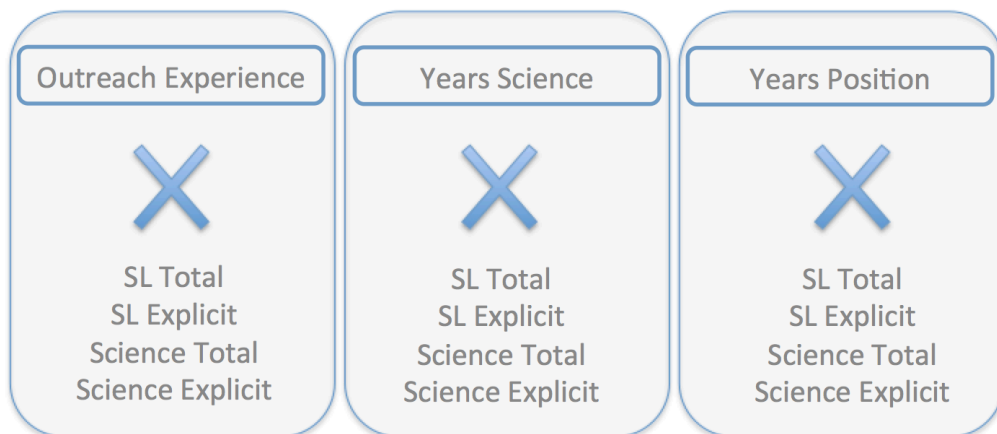 Outreach Experience
SL Total
SL Explicit
Science Total
Science Explicit
Years Science
SL Total
SL Explicit
Science Total
Science Explicit
Years Position
SL Total
SL Explicit
Science Total
Science Explicit